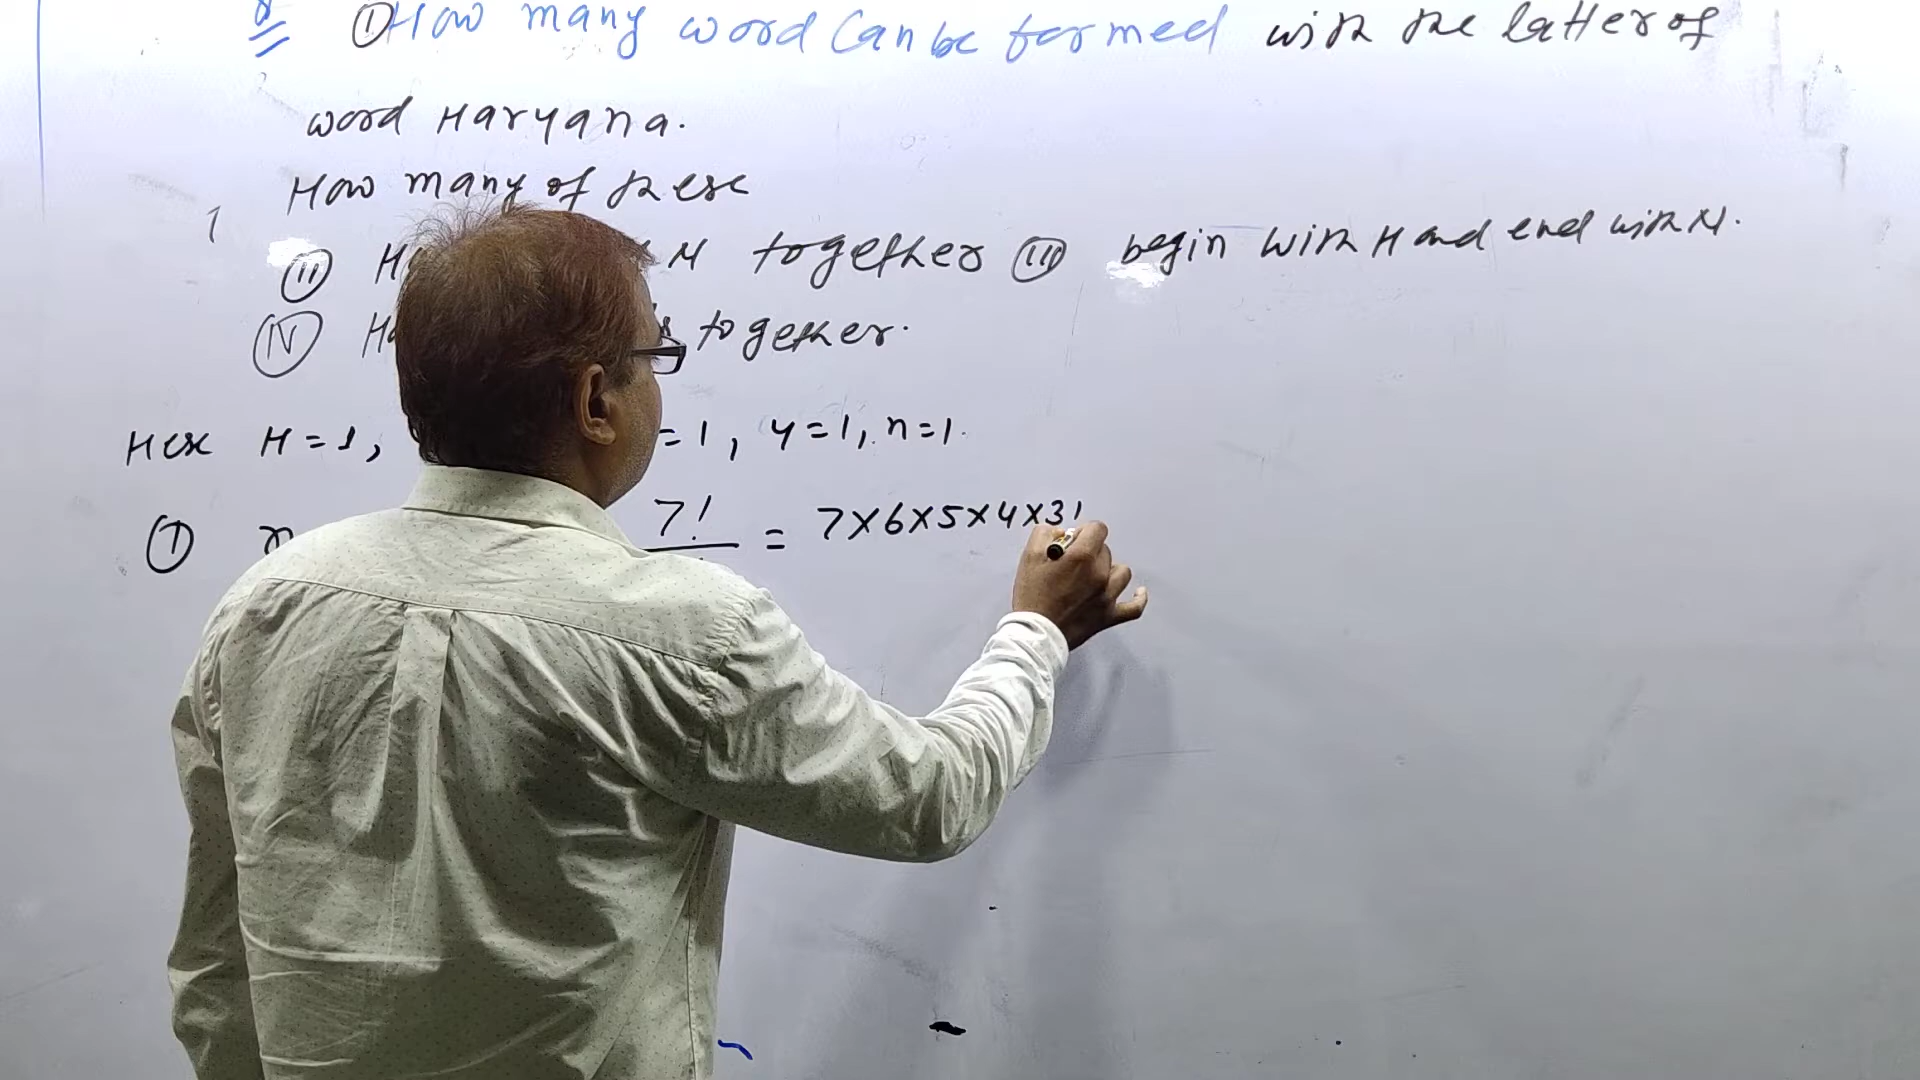 Q ① How many word Can be formed with the latter of
word Haryana.
How many of these
(II) H N together (III) begin with H and end with N.
(IV) Ha together.
Here H=1, =1, y=1, n=1.
① n 7! = 7×6×5×4×3!